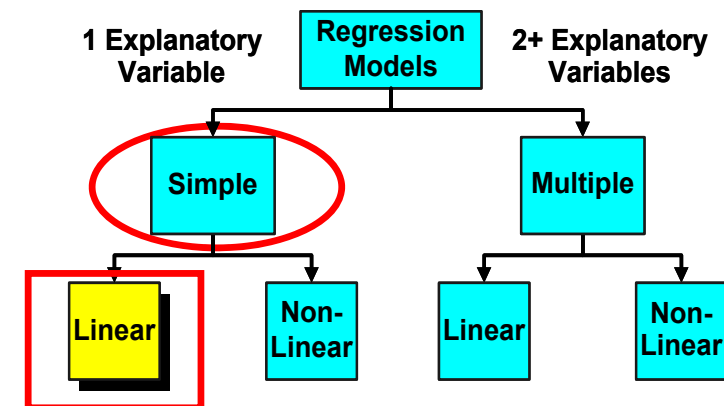 1 Explanatory
Variable
Regression
Models
2+ Explanatory
Variables
Simple
Multiple
Linear
Non-
Linear
Linear
Non-
Linear